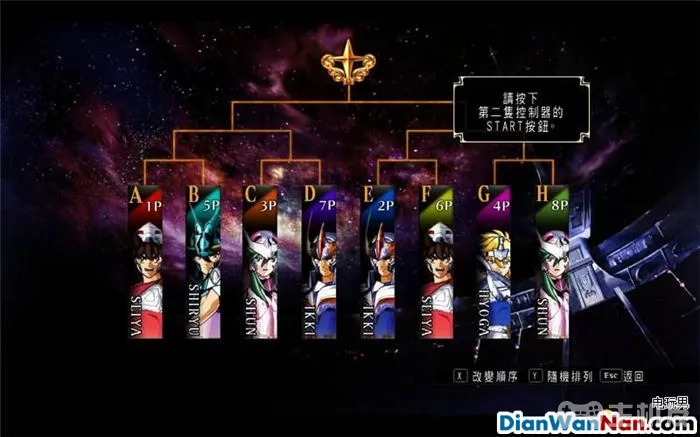 請按下
第二隻控制器的
START按鈕。
A
B
C
D
E
F
G
H
1P
5P
3P
7P
2P
6P
4P
8P
SEIYA
SHIRYU
SHUN
IKKI
IKKI
SEIYA
HYOGA
SHUN
X 改變順序 Y 隨機排列 Esc 返回
电玩男
DianWanNan.com